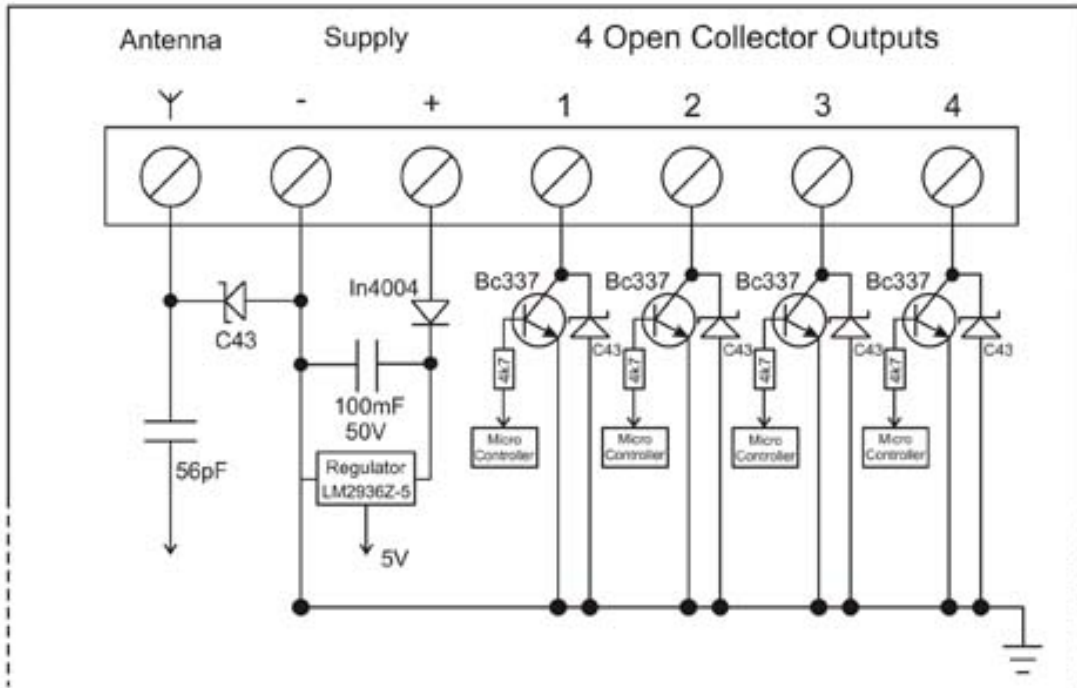 Antenna
Supply
4 Open Collector Outputs
-
+
1
2
3
4
In4004
Bc337
Bc337
Bc337
Bc337
C43
C43
C43
C43
C43
4k7
4k7
4k7
4k7
100mF
50V
Micro
Controller
Micro
Controller
Micro
Controller
Micro
Controller
56pF
Regulator
LM2936Z-5
5V